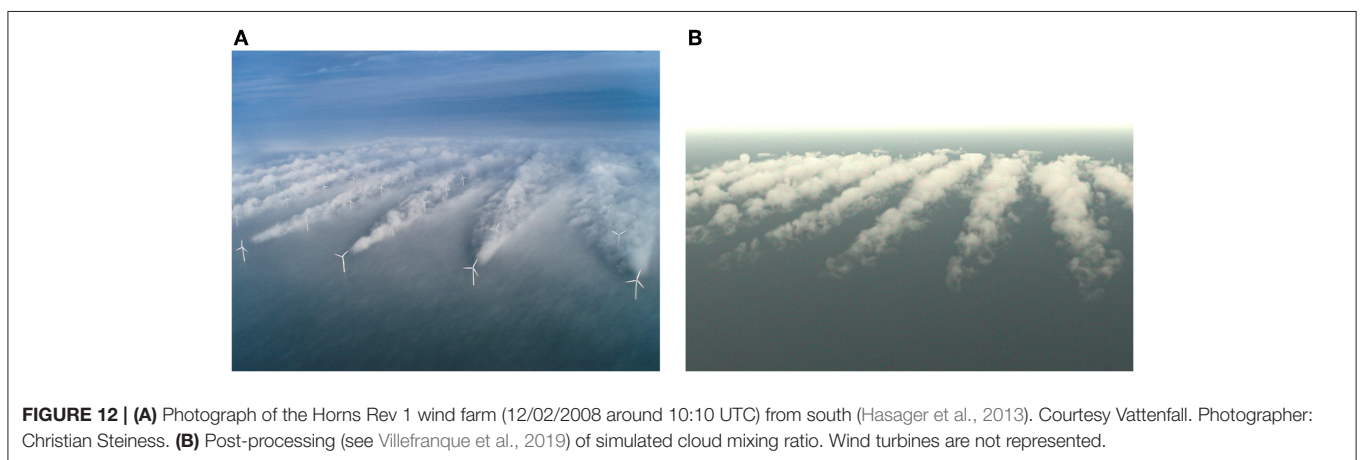 A
B
FIGURE 12 | (A) Photograph of the Horns Rev 1 wind farm (12/02/2008 around 10:10 UTC) from south (Hasager et al., 2013). Courtesy Vattenfall. Photographer:
Christian Steiness. (B) Post-processing (see Villefranque et al., 2019) of simulated cloud mixing ratio. Wind turbines are not represented.